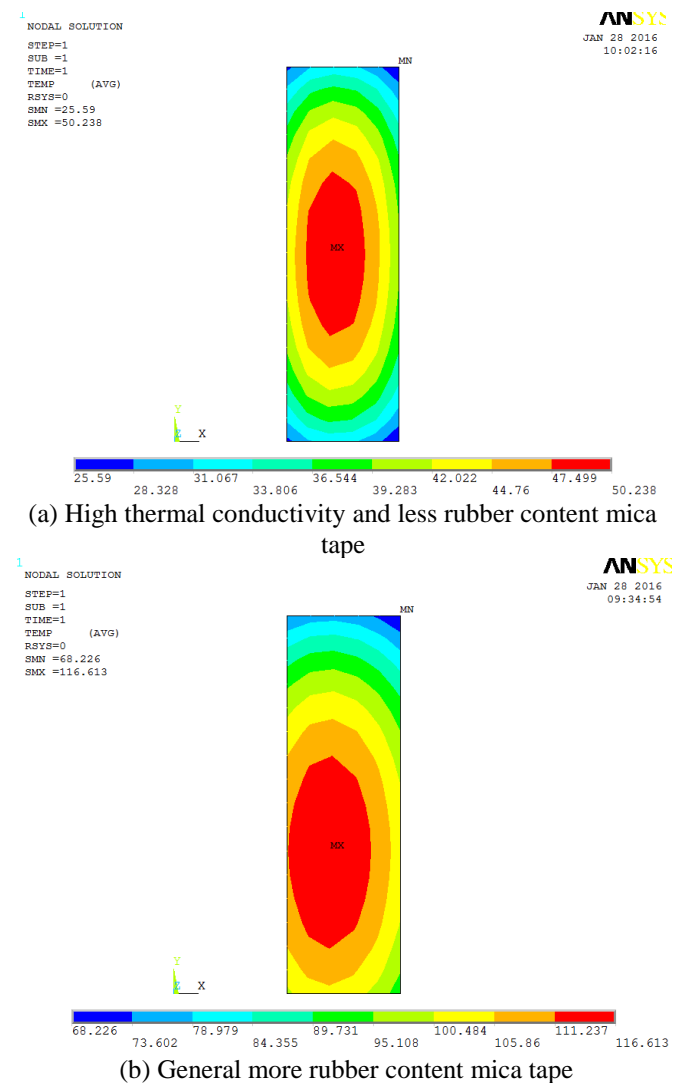 1
NODAL SOLUTION
STEP=1
SUB =1
TIME=1
TEMP (AVG)
RSYS=0
SMN =25.59
SMX =50.238
ANSYS
JAN 28 2016
10:02:16
MN
MX
Y
Z X
25.59 31.067 36.544 42.022 47.499
28.328 33.806 39.283 44.76 50.238
(a) High thermal conductivity and less rubber content mica
tape
1
NODAL SOLUTION
STEP=1
SUB =1
TIME=1
TEMP (AVG)
RSYS=0
SMN =68.226
SMX =116.613
ANSYS
JAN 28 2016
09:34:54
MN
MX
Y
Z X
68.226 78.979 89.731 100.484 111.237
73.602 84.355 95.108 105.86 116.613
(b) General more rubber content mica tape